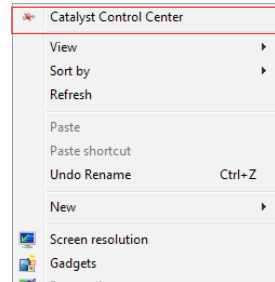 Catalyst Control Center
View
Sort by
Refresh
Paste
Paste shortcut
Undo Rename Ctrl+Z
New
Screen resolution
Gadgets